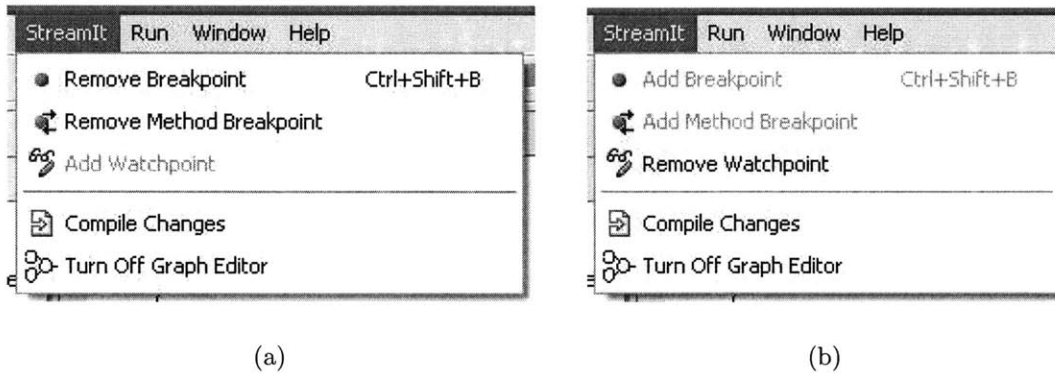 StreamIt Run Window Help
Remove Breakpoint Ctrl+Shift+B
Remove Method Breakpoint
Add Watchpoint
Compile Changes
Turn Off Graph Editor
(a)
StreamIt Run Window Help
Add Breakpoint Ctrl+Shift+B
Add Method Breakpoint
Remove Watchpoint
Compile Changes
Turn Off Graph Editor
(b)